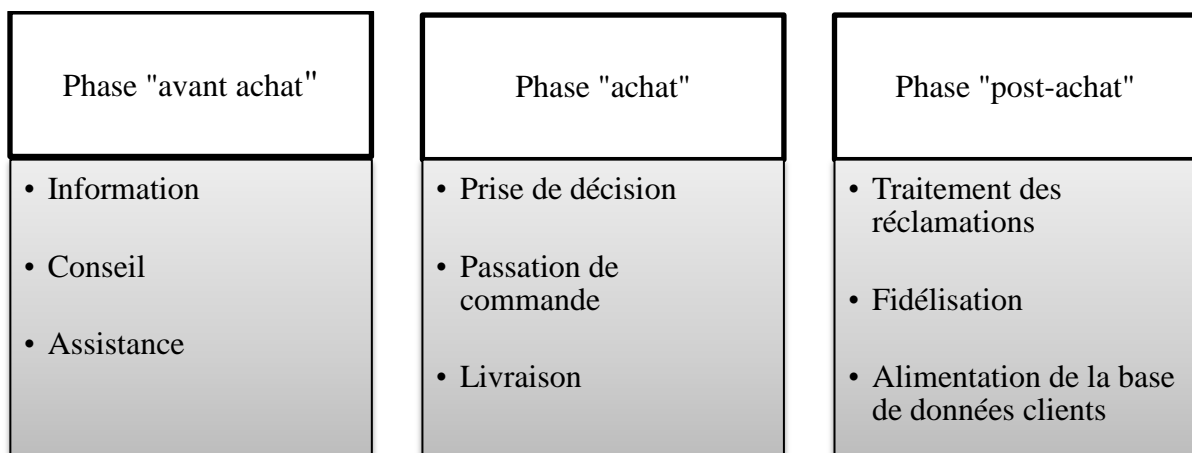 Phase "avant achat"
• Information
• Conseil
• Assistance
Phase "achat"
• Prise de décision
• Passation de
commande
• Livraison
Phase "post-achat"
• Traitement des
réclamations
• Fidélisation
• Alimentation de la base
de données clients